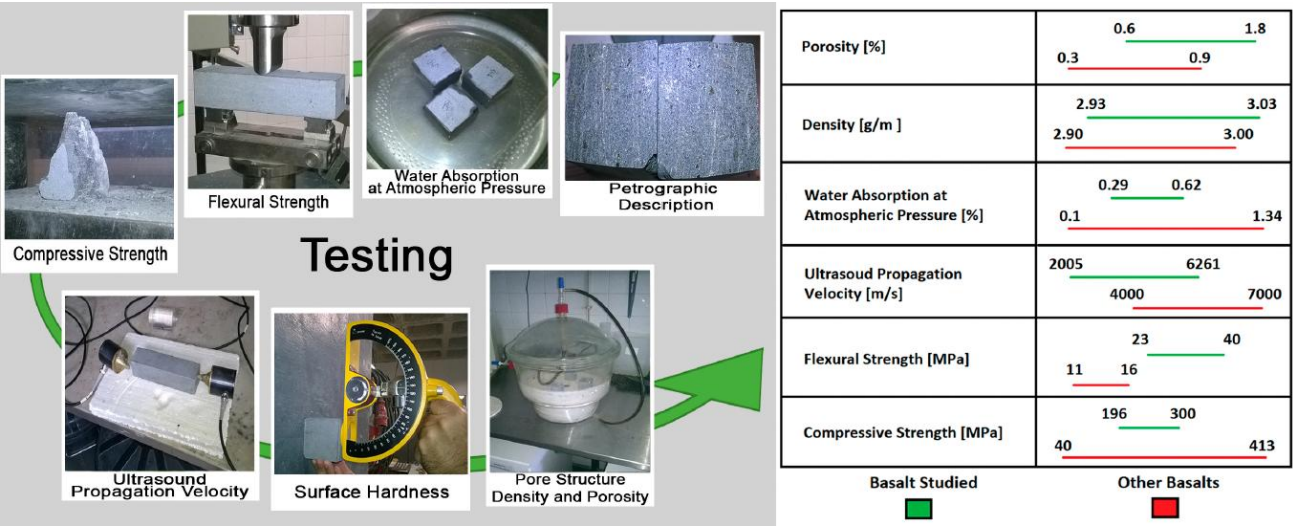 Compressive Strength
Flexural Strength
Water Absorption
at Atmospheric Pressure
Petrographic
Description
Testing
Ultrasound
Propagation Velocity
Surface Hardness
Pore Structure
Density and Porosity
Porosity [%]
0.6 1.8
0.3 0.9
Density [g/m ]
2.93 3.03
2.90 3.00
Water Absorption at
Atmospheric Pressure [%]
0.29 0.62
0.1 1.34
Ultrasoud Propagation
Velocity [m/s]
2005 6261
4000 7000
Flexural Strength [MPa]
23 40
11 16
Compressive Strength [MPa]
196 300
40 413
Basalt Studied
Other Basalts